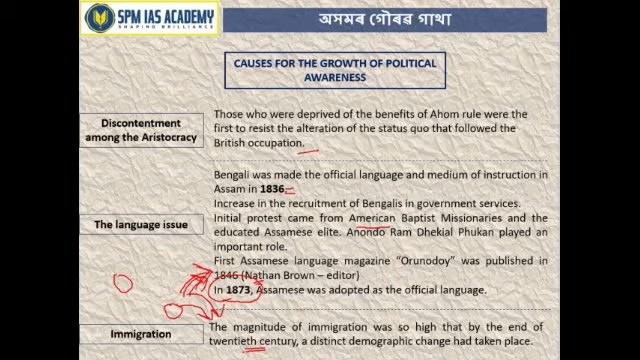 SPM IAS ACADEMY
SHAPING BRILLIANCE
অসমৰ গৌৰৱ গাথা
CAUSES FOR THE GROWTH OF POLITICAL
AWARENESS
Discontentment
among the Aristocracy
Those who were deprived of the benefits of Ahom rule were the
first to resist the alteration of the status quo that followed the
British occupation.
The language issue
Bengali was made the official language and medium of instruction in
Assam in 1836
Increase in the recruitment of Bengalis in government services.
Initial protest came from American Baptist Missionaries and the
educated Assamese elite. Anondo Ram Dhekial Phukan played an
important role.
First Assamese language magazine “Orunodoy” was published in
1846 (Nathan Brown – editor)
In 1873, Assamese was adopted as the official language.
Immigration
The magnitude of immigration was so high that by the end of
twentieth century, a distinct demographic change had taken place.